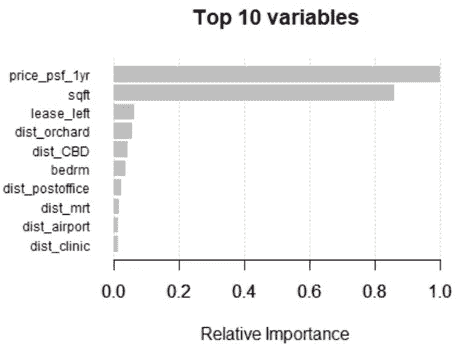 Top 10 variables
price_psf_1yr
sqft
lease_left
dist_orchard
dist_CBD
bedrm
dist_postoffice
dist_mrt
dist_airport
dist_clinic
0.0 0.2 0.4 0.6 0.8 1.0
Relative Importance